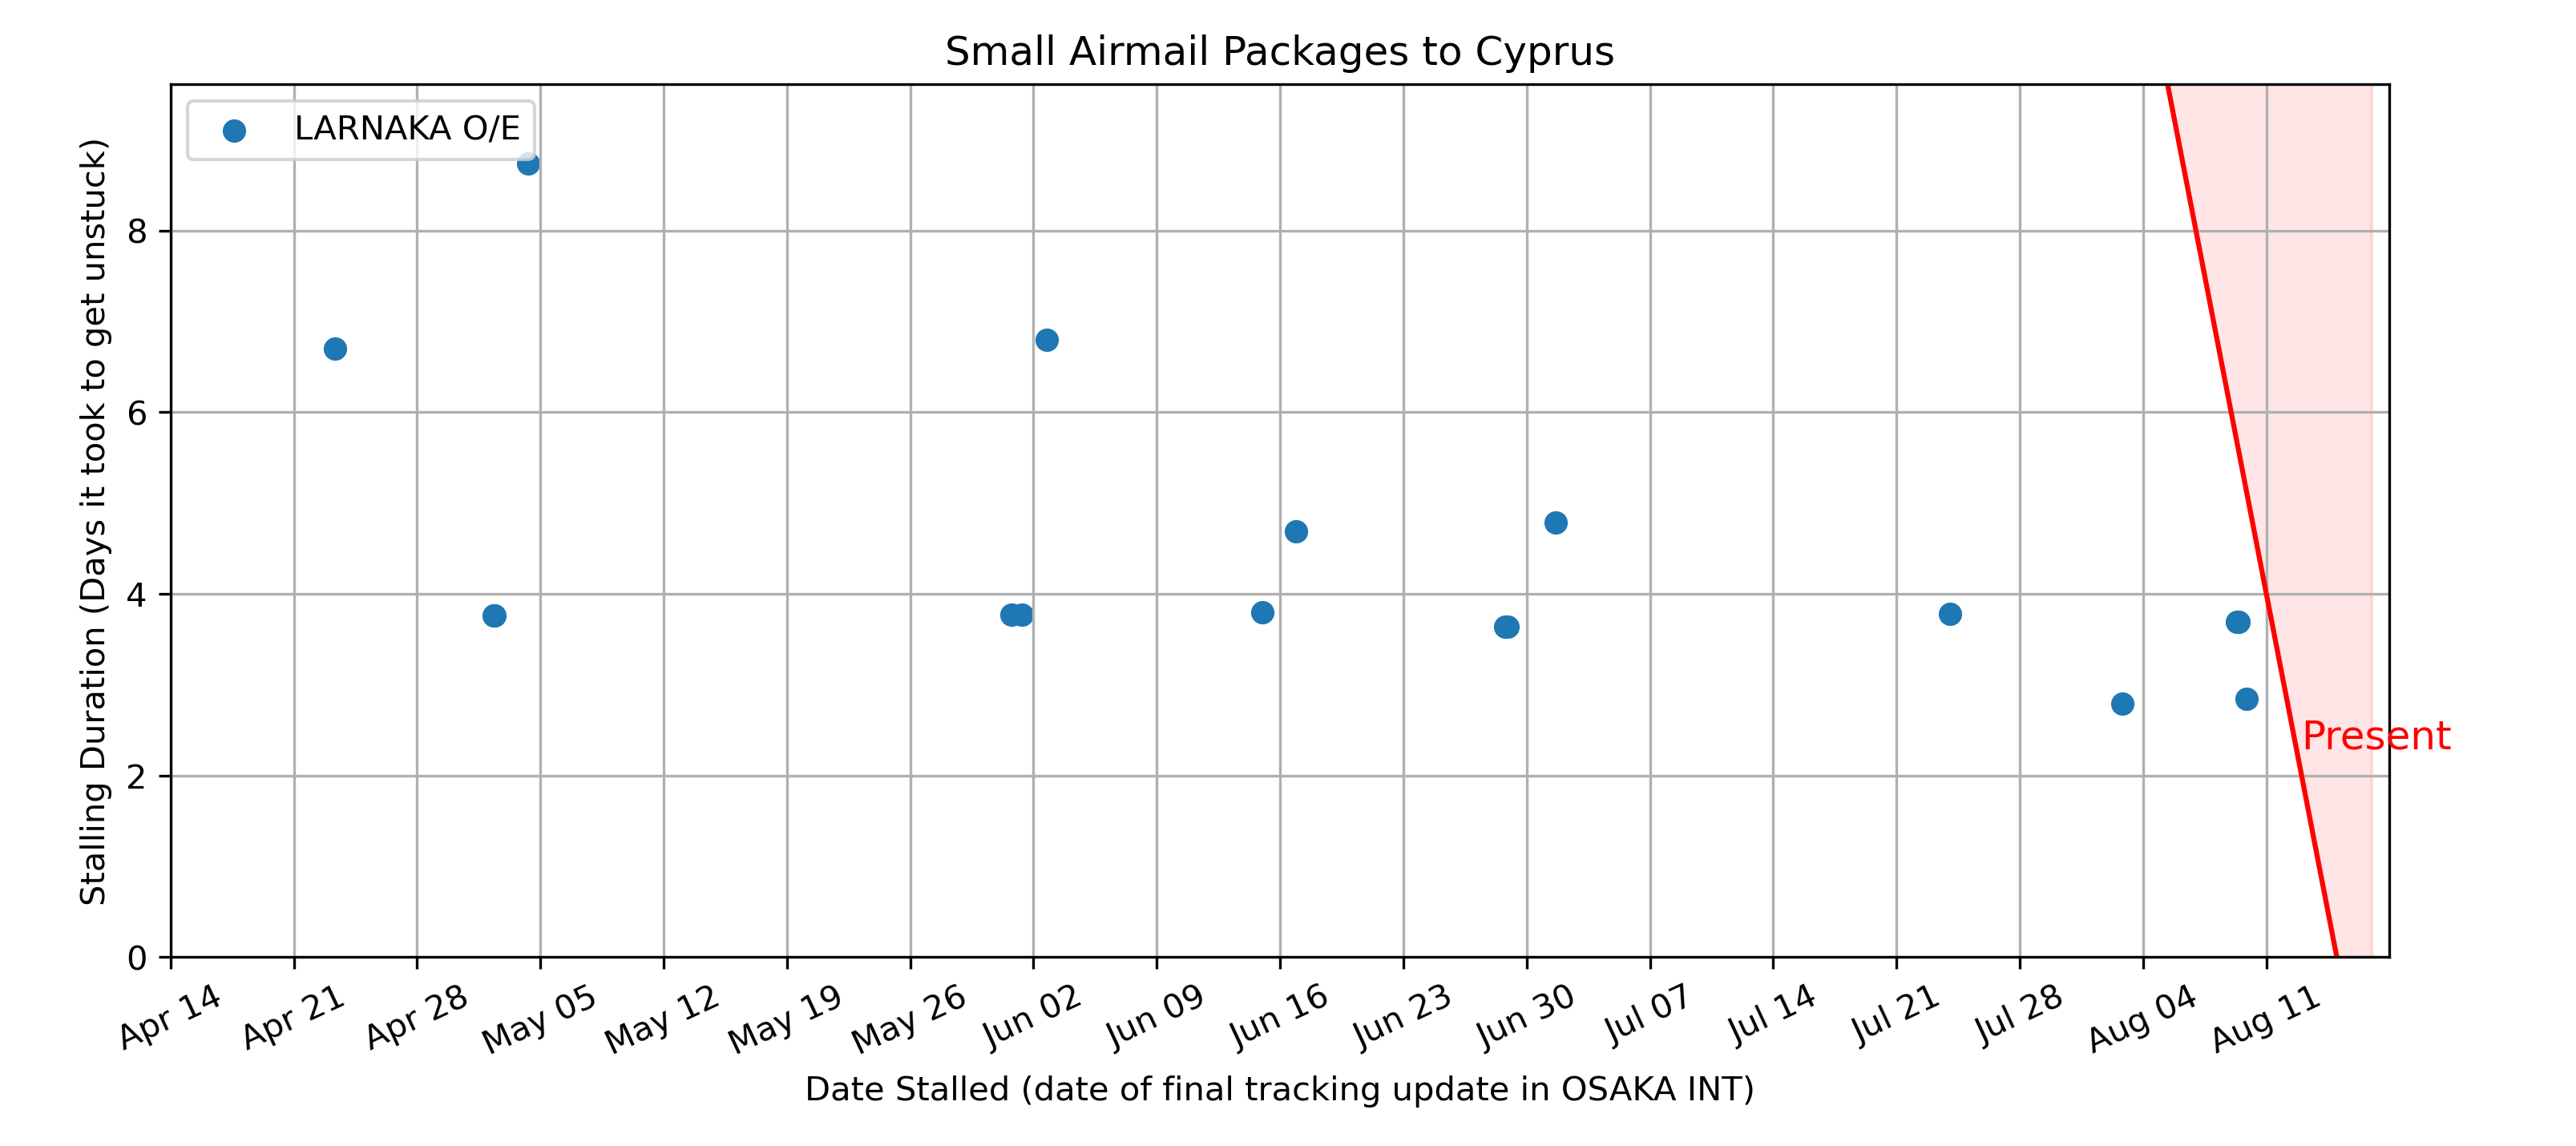 Small Airmail Packages to Cyprus
LARNAKA O/E
Stalling Duration (Days it took to get unstuck)
8
6
4
2
0
Present
Apr 14
Apr 21
Apr 28
May 05
May 12
May 19
May 26
Jun 02
Jun 09
Jun 16
Jun 23
Jun 30
Jul 07
Jul 14
Jul 21
Jul 28
Aug 04
Aug 11
Date Stalled (date of final tracking update in OSAKA INT)